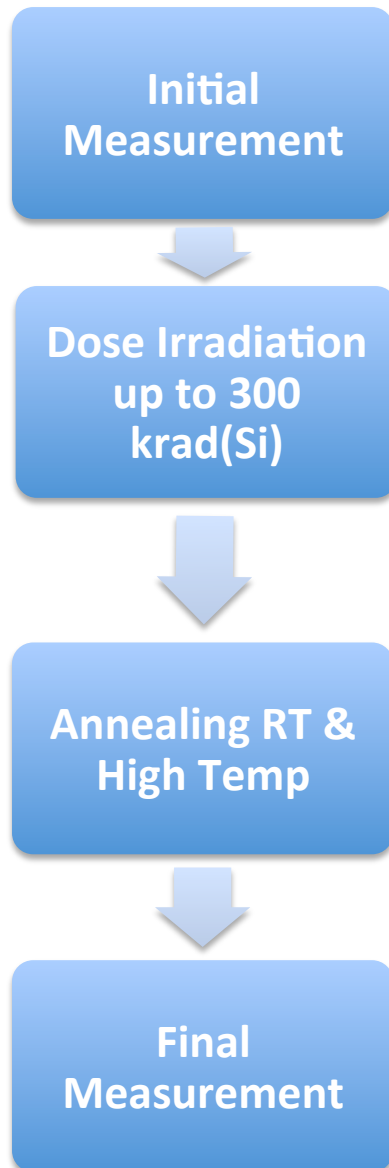 Initial
Measurement
Dose Irradiation
up to 300
krad(Si)
Annealing RT &
High Temp
Final
Measurement